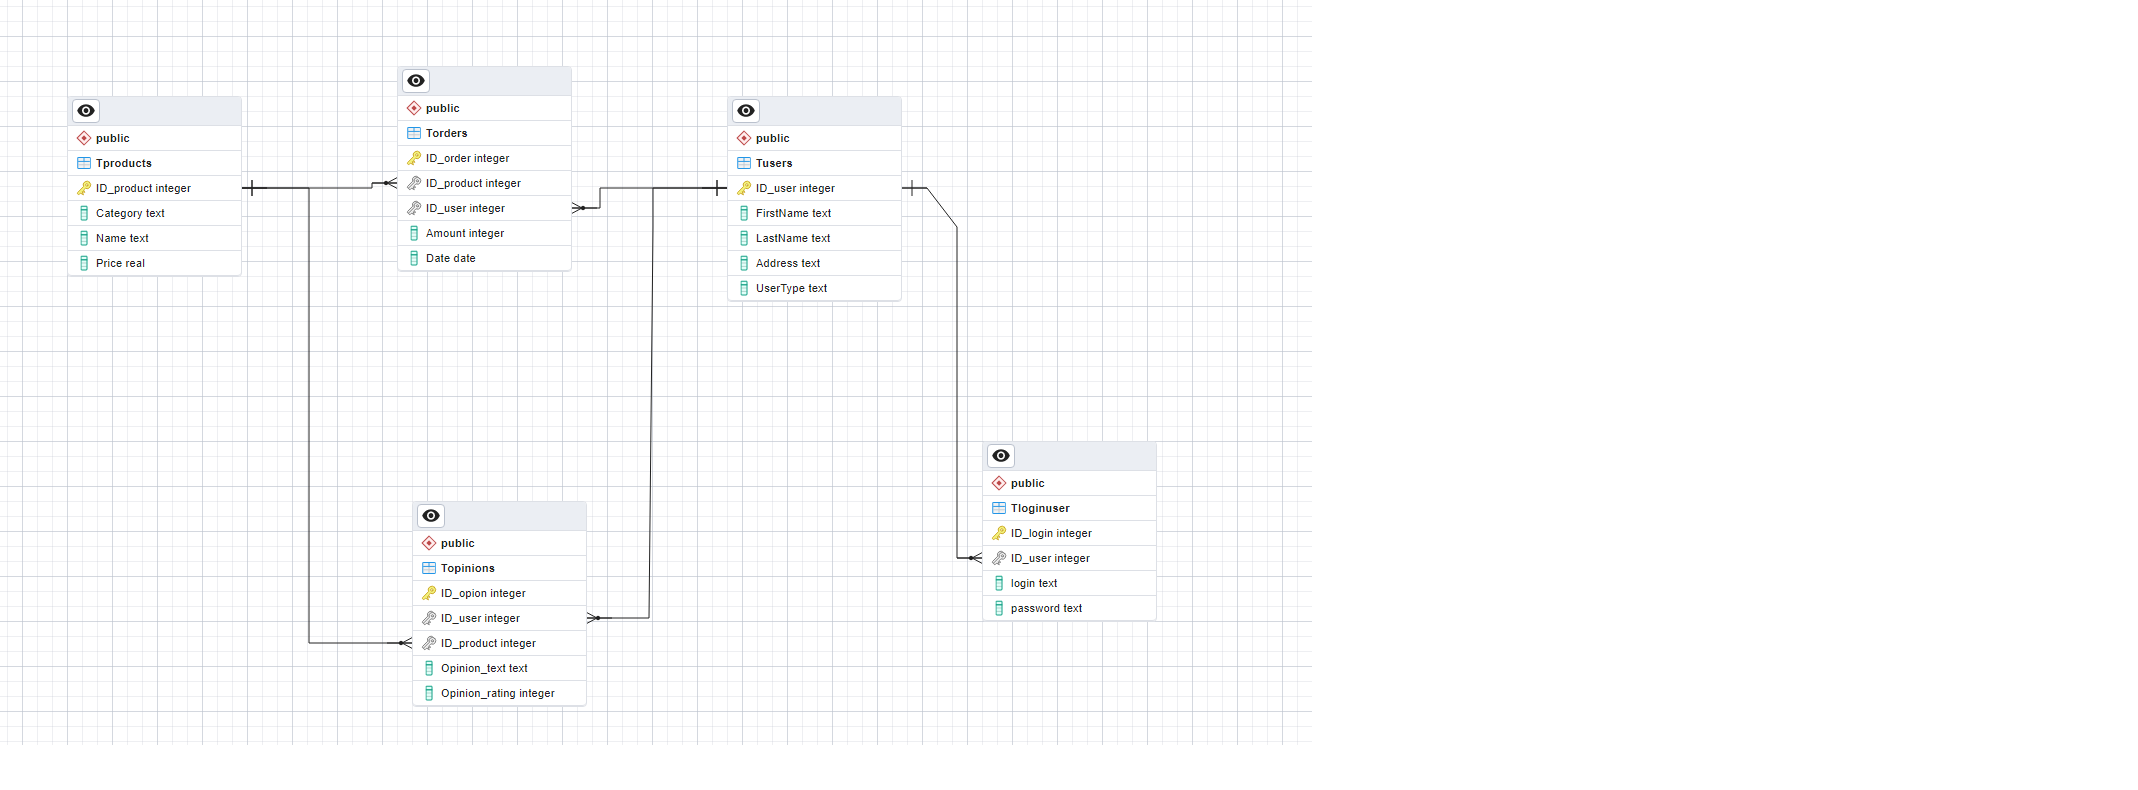 public
Tproducts
ID_product integer
Category text
Name text
Price real
public
Torders
ID_order integer
ID_product integer
ID_user integer
Amount integer
Date date
public
Tusers
ID_user integer
FirstName text
LastName text
Address text
UserType text
public
Topinions
ID_opion integer
ID_user integer
ID_product integer
Opinion_text text
Opinion_rating integer
public
Tloginuser
ID_login integer
ID_user integer
login text
password text